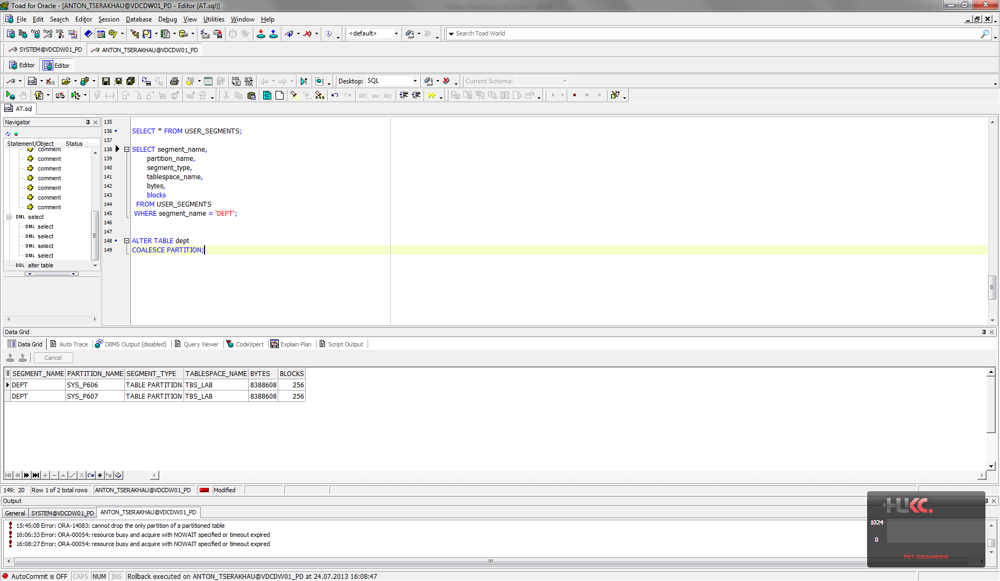 Toad for Oracle - [ANTON_TSERAKHAU@VDCDW01_PD - Editor (AT.sql)]
File Edit Search Editor Session Database Debug View Utilities Window Help
<default>
Search Toad World
SYSTEM@VDCDW01_PD ANTON_TSERAKHAU@VDCDW01_PD
Editor Editor
Desktop: SQL
Current Schema:
AT.sql
Navigator
Statement/Object Status
comment
comment
comment
comment
comment
comment
comment
DML select
DML select
DML select
DML select
DML select
DDL alter table
135
136 SELECT * FROM USER_SEGMENTS;
137
138 SELECT segment_name,
139 partition_name,
140 segment_type,
141 tablespace_name,
142 bytes,
143 blocks
144 FROM USER_SEGMENTS
145 WHERE segment_name = 'DEPT';
146
147
148 ALTER TABLE dept
149 COALESCE PARTITION;
Data Grid
Data Grid Auto Trace DBMS Output (disabled) Query Viewer CodeXpert Explain Plan Script Output
Cancel
SEGMENT_NAME PARTITION_NAME SEGMENT_TYPE TABLESPACE_NAME BYTES BLOCKS
DEPT SYS_P606 TABLE PARTITION TBS_LAB 8388608 256
DEPT SYS_P607 TABLE PARTITION TBS_LAB 8388608 256
149: 20 Row 1 of 2 total rows ANTON_TSERAKHAU@VDCDW01_PD Modified
Output
General SYSTEM@VDCDW01_PD ANTON_TSERAKHAU@VDCDW01_PD
15:45:08 Error: ORA-14083: cannot drop the only partition of a partitioned table
16:06:33 Error: ORA-00054: resource busy and acquire with NOWAIT specified or timeout expired
16:08:27 Error: ORA-00054: resource busy and acquire with NOWAIT specified or timeout expired
1024
0
Нет соединения
AutoCommit is OFF CAPS NUM INS Rollback executed on ANTON_TSERAKHAU@VDCDW01_PD at 24.07.2013 16:08:47